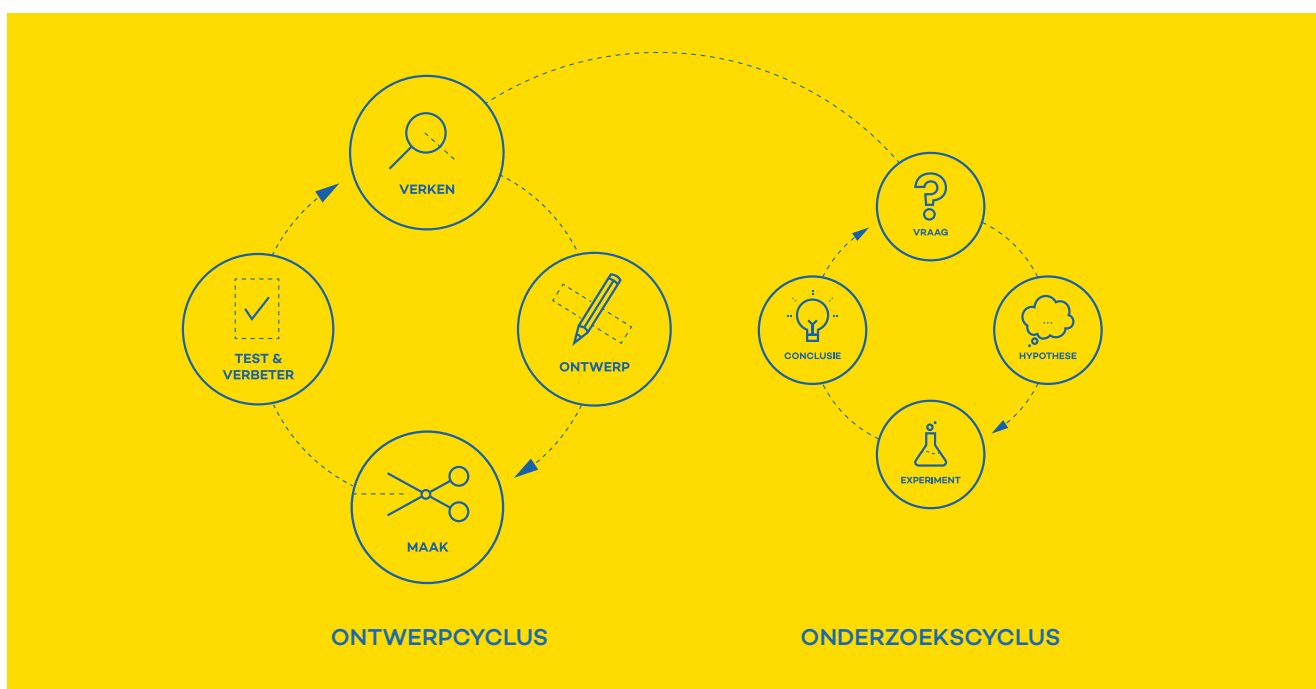 VERKEN
ONTWERP
MAAK
TEST &
VERBETER
ONTWERPCYCLUS
VRAAG
HYPOTHESE
EXPERIMENT
CONCLUSIE
ONDERZOEKSCYCLUS